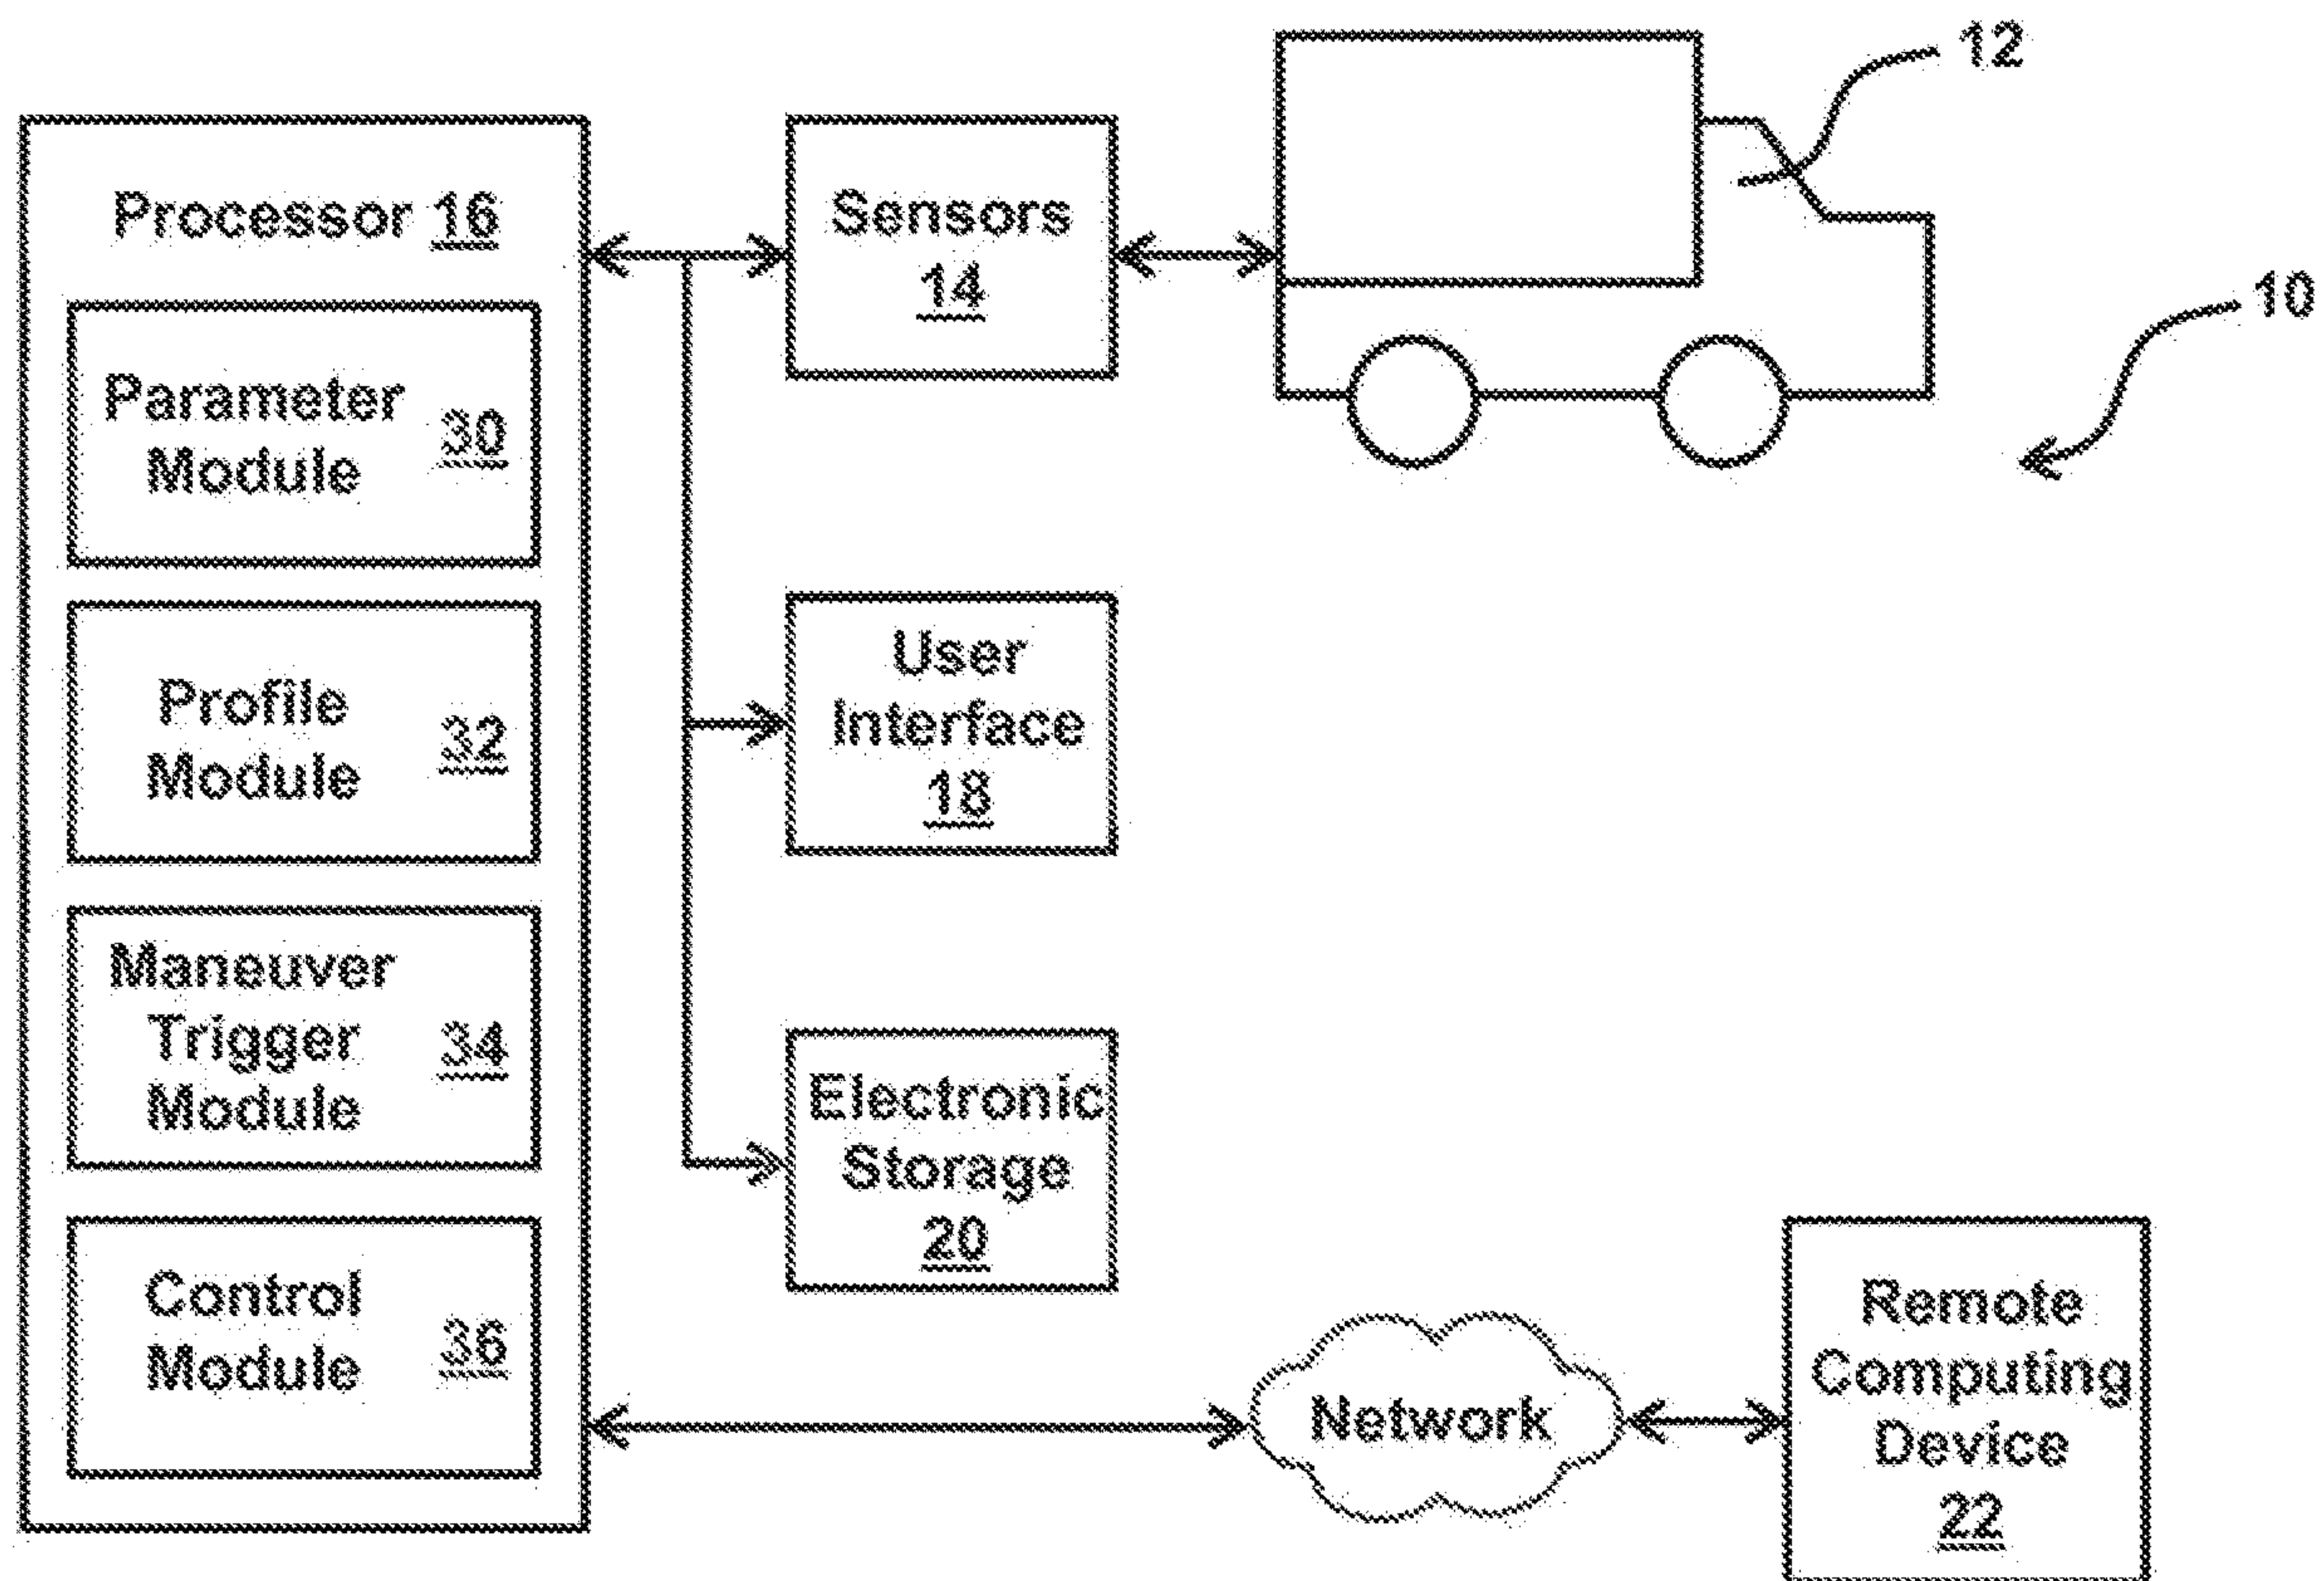 Processor 16
Parameter
Module
30
Profile
Module
32
Maneuver
Trigger
Module
34
Control
Module
36
Sensors
14
User
Interface
18
Electronic
Storage
20
12
10
Network
Remote
Computing
Device
22